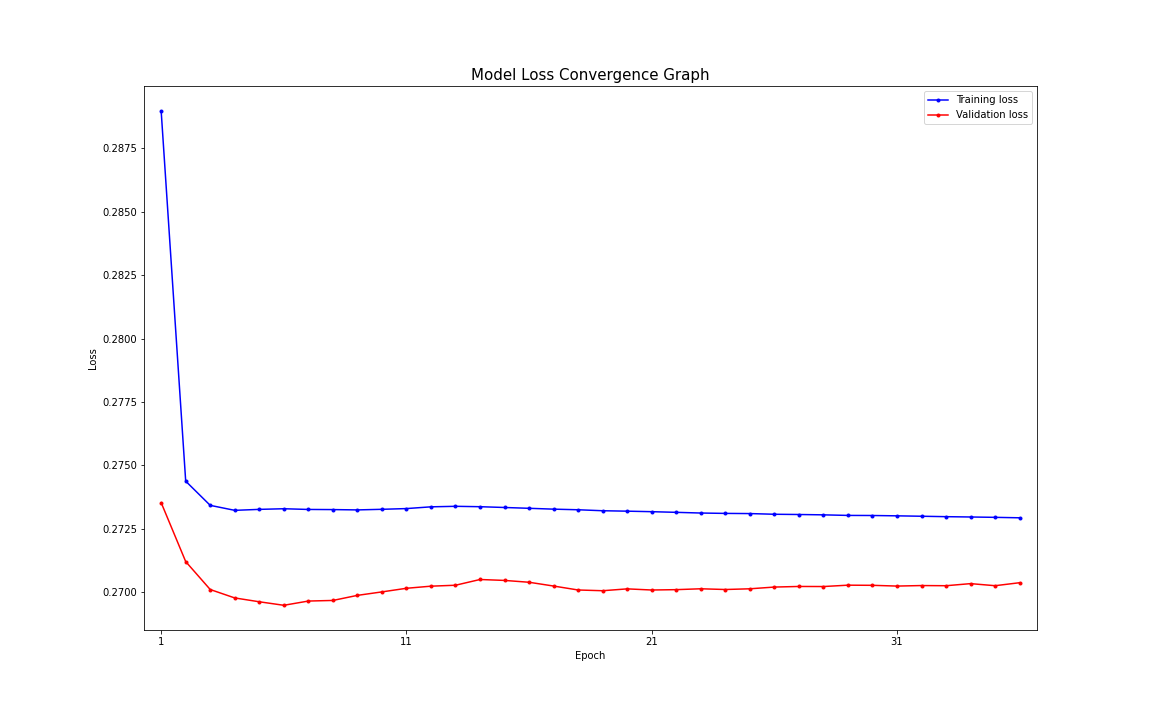 Model Loss Convergence Graph
Training loss
Validation loss
0.2875
0.2850
0.2825
0.2800
0.2775
0.2750
0.2725
0.2700
Loss
1 11 21 31
Epoch